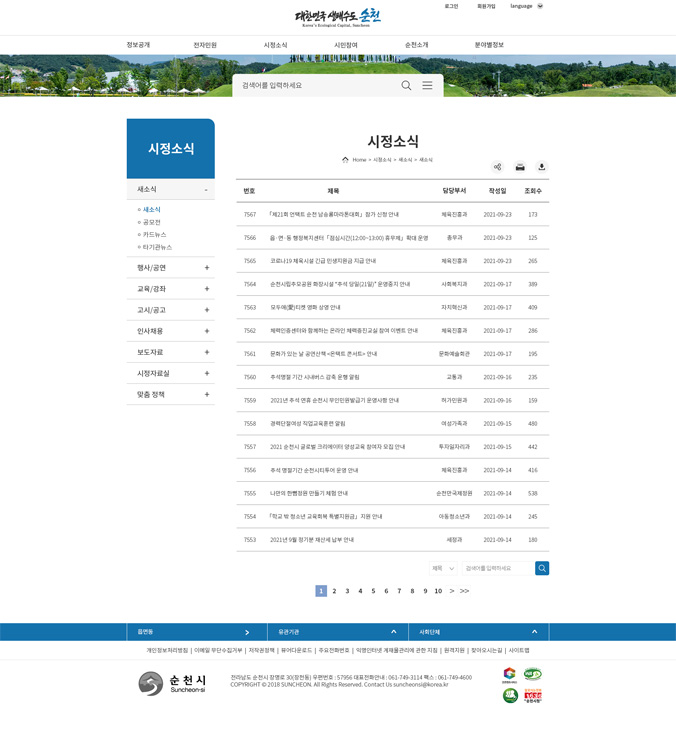 로그인 회원가입 language
대한민국 생태수도 순천
Korea's Ecological Capital, Suncheon
정보공개 전자민원 시정소식 시민참여 순천소개 분야별정보
검색어를 입력하세요
시정소식
새소식 -
새소식
공모전
카드뉴스
타기관뉴스
행사/공연 +
교육/강좌 +
고시/공고 +
인사채용 +
보도자료 +
시정자료실 +
맞춤 정책 +
시정소식
Home > 시정소식 > 새소식 > 새소식
번호 제목 담당부서 작성일 조회수
7567 「제21회 언택트 순천 남승룡마라톤대회」참가 신청 안내 체육진흥과 2021-09-23 173
7566 읍·면·동 행정복지센터「점심시간(12:00~13:00) 휴무제」확대 운영 총무과 2021-09-23 125
7565 코로나19 체육시설 긴급 민생지원금 지급 안내 체육진흥과 2021-09-23 265
7564 순천시립추모공원 화장시설 "추석 당일(21일)" 운영중지 안내 사회복지과 2021-09-17 389
7563 모두애(愛)티켓 영화 상영 안내 자치혁신과 2021-09-17 409
7562 체력인증센터와 함께하는 온라인 체력증진교실 참여 이벤트 안내 체육진흥과 2021-09-17 286
7561 문화가 있는 날 공연산책 <온택트 콘서트> 안내 문화예술회관 2021-09-17 195
7560 추석명절 기간 시내버스 감축 운행 알림 교통과 2021-09-16 235
7559 2021년 추석 연휴 순천시 무인민원발급기 운영사항 안내 허가민원과 2021-09-16 159
7558 경력단절여성 직업교육훈련 알림 여성가족과 2021-09-15 480
7557 2021 순천시 글로벌 크리에이터 양성교육 참여자 모집 안내 투자일자리과 2021-09-15 442
7556 추석 명절기간 순천시티투어 운영 안내 체육진흥과 2021-09-14 416
7555 나만의 한뼘정원 만들기 체험 안내 순천만국제정원 2021-09-14 538
7554 「학교 밖 청소년 교육회복 특별지원금」지원 안내 아동청소년과 2021-09-14 245
7553 2021년 9월 정기분 재산세 납부 안내 세정과 2021-09-14 180
제목 검색어를 입력하세요
1 2 3 4 5 6 7 8 9 10 > >>
읍면동 유관기관 사회단체
개인정보처리방침 | 이메일 무단수집거부 | 저작권정책 | 뷰어다운로드 | 주요전화번호 | 익명인터넷 게재물관리에 관한 지침 | 원격지원 | 찾아오시는길 | 사이트맵
순천시
Suncheon-si
전라남도 순천시 장명로 30(장천동) 우편번호 : 57956 대표전화안내 : 061-749-3114 팩스 : 061-749-4600
COPYRIGHT © 2018 SUNCHEON. All Rights Reserved. Contact Us suncheonsi@korea.kr